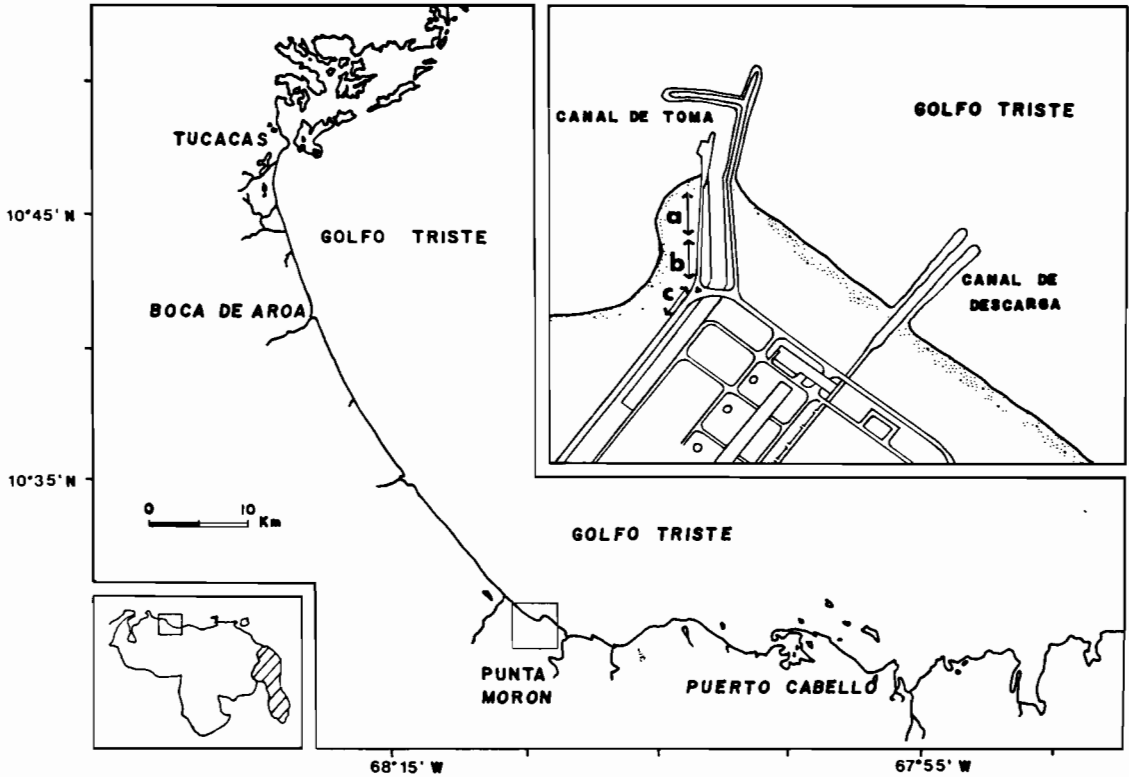 TUCACAS
10°45' N
GOLFO TRISTE
BOCA DE AROA
10°35' N
0 10 Km
GOLFO TRISTE
PUNTA
MORON
PUERTO CABELLO
68°15' W
67°55' W
CANAL DE TOMA
GOLFO TRISTE
a
b
c
CANAL DE
DESCARGA